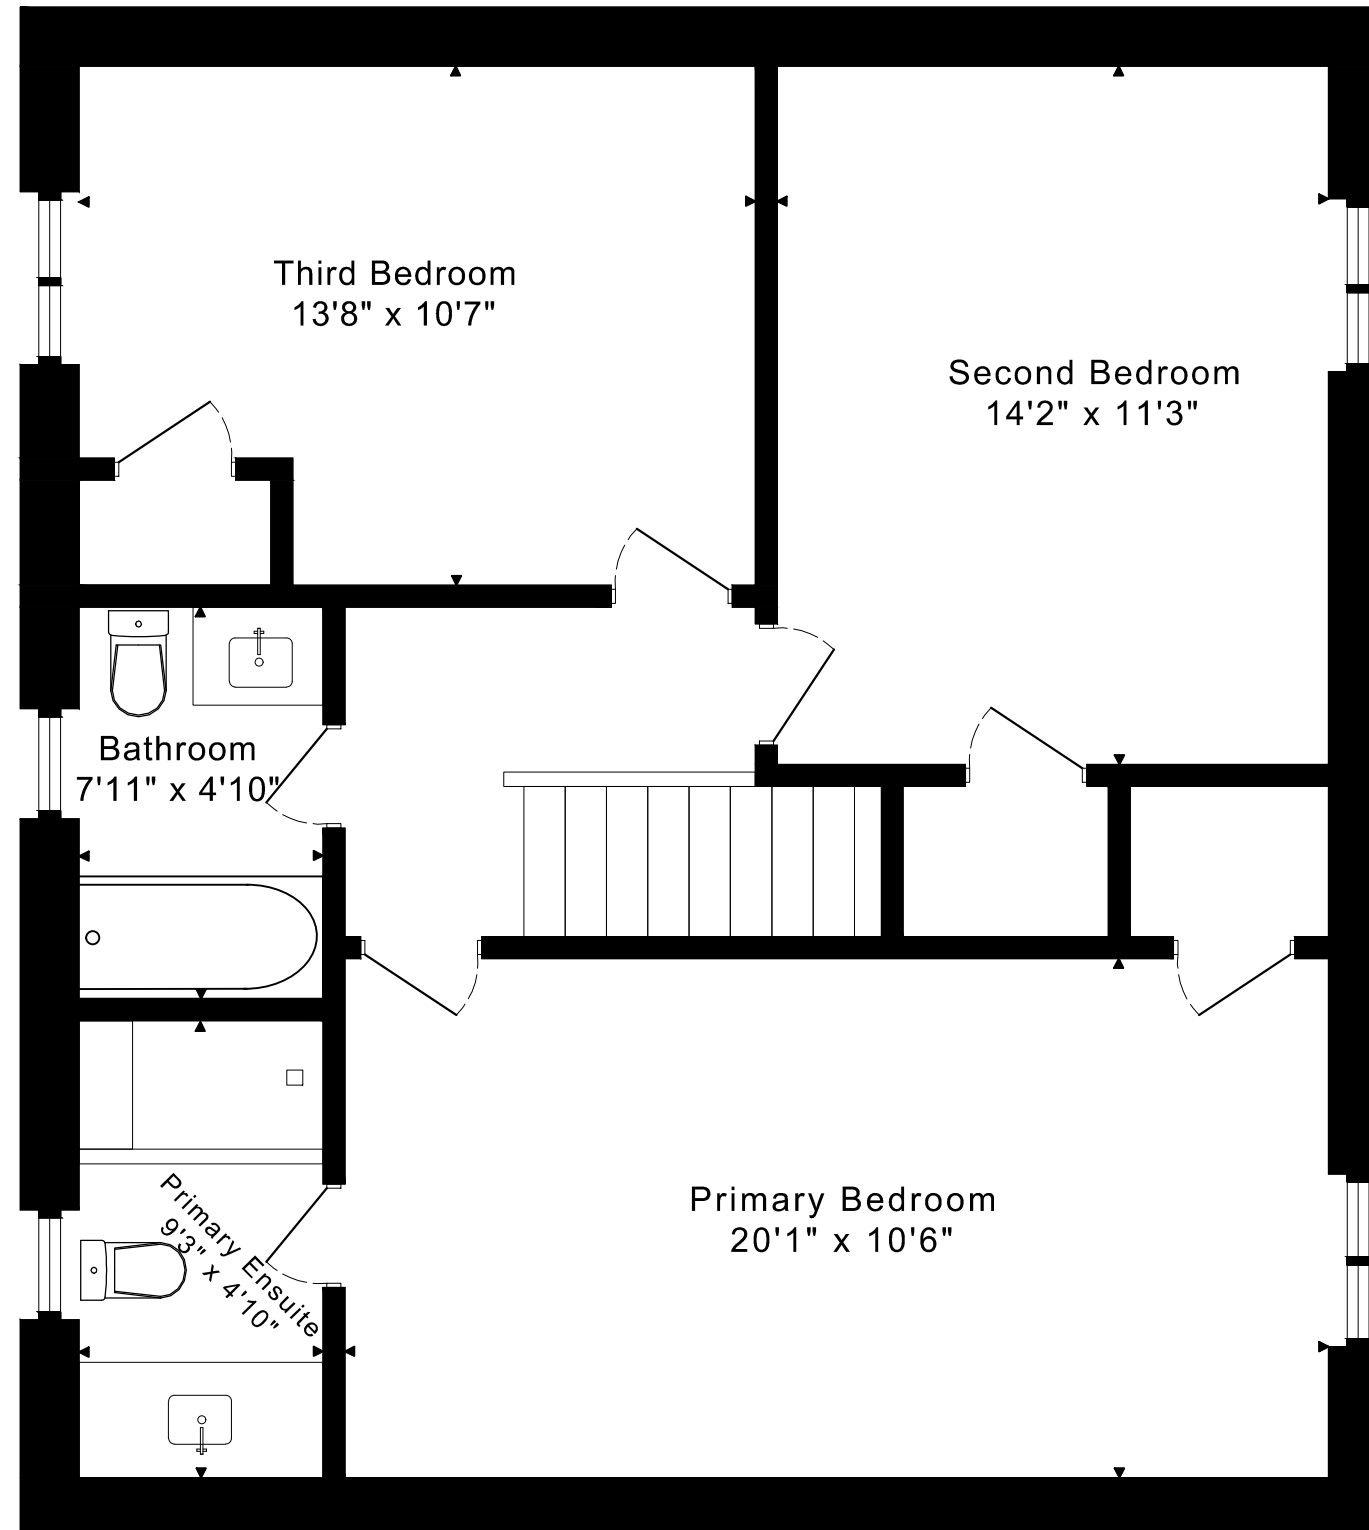 Third Bedroom
13'8" x 10'7"
Second Bedroom
14'2" x 11'3"
Bathroom
7'11" x 4'10"
Primary Ensuite
9'3" x 4'10"
Primary Bedroom
20'1" x 10'6"